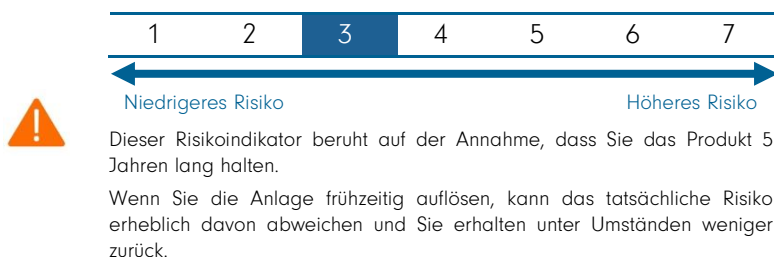 1 2 3 4 5 6 7
Niedrigeres Risiko Höheres Risiko
Dieser Risikoindikator beruht auf der Annahme, dass Sie das Produkt 5
Jahren lang halten.
Wenn Sie die Anlage frühzeitig auflösen, kann das tatsächliche Risiko
erheblich davon abweichen und Sie erhalten unter Umständen weniger
zurück.